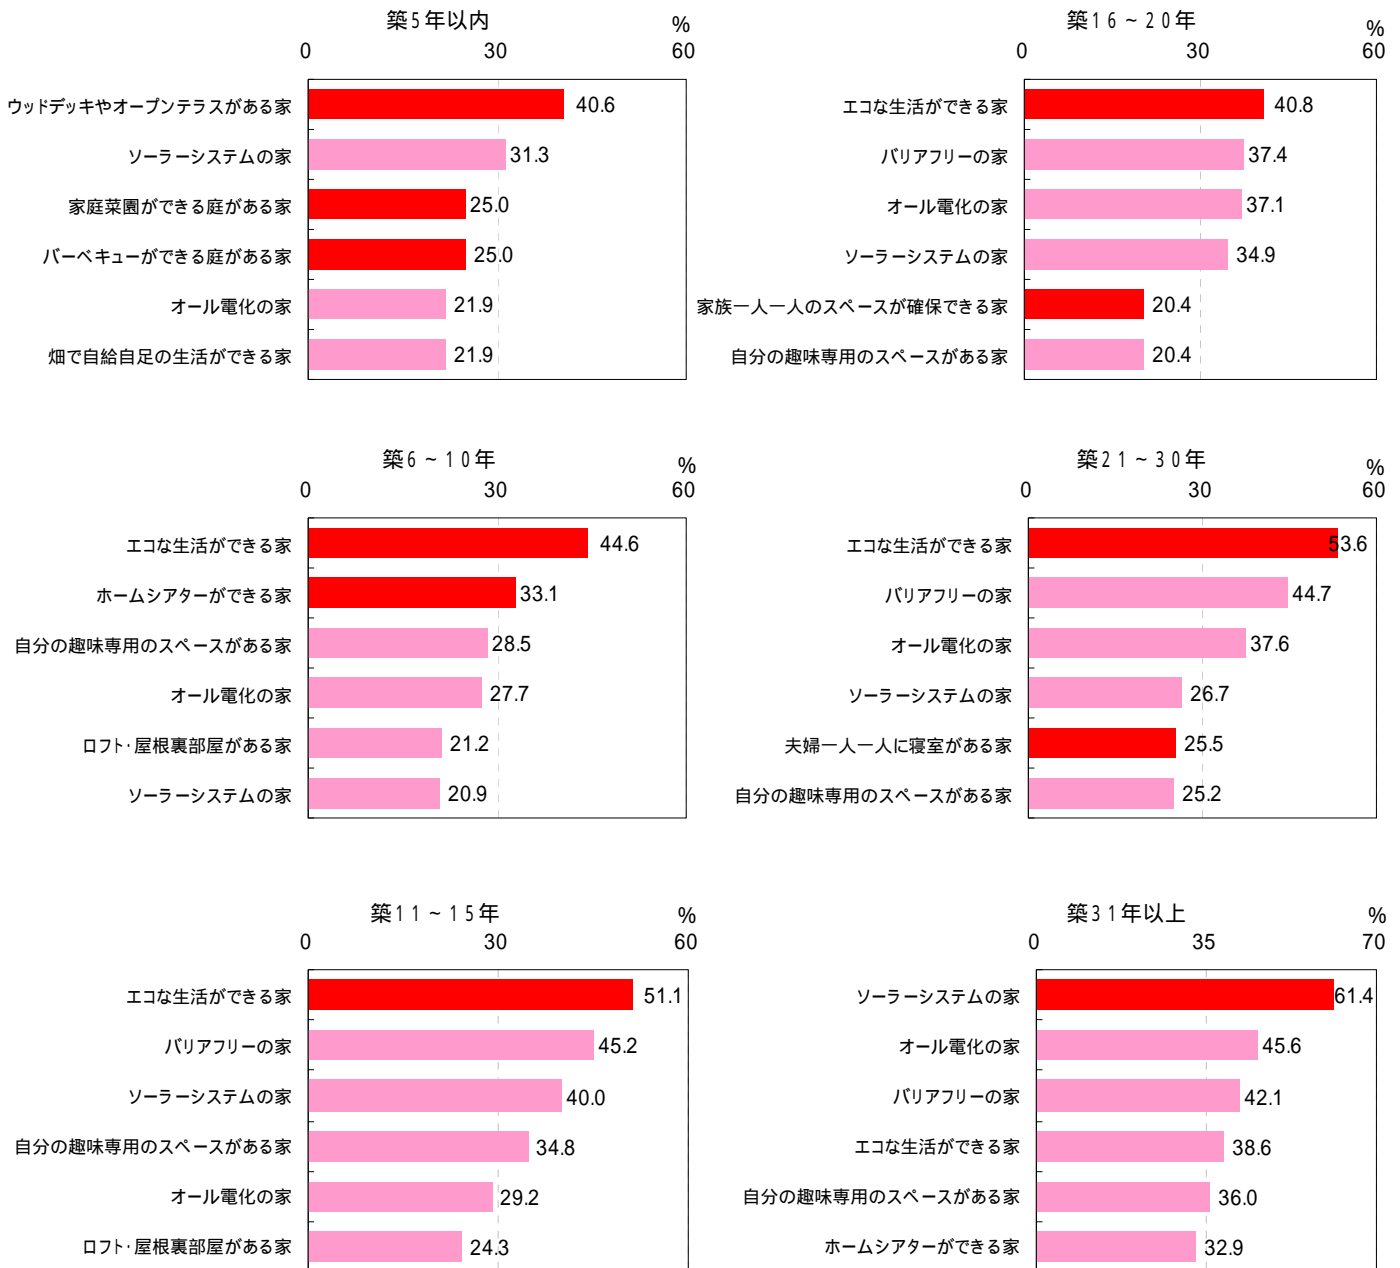 築5年以内
%
0 30 60
ウッドデッキやオープンテラスがある家 40.6
ソーラーシステムの家 31.3
家庭菜園ができる庭がある家 25.0
バーベキューができる庭がある家 25.0
オール電化の家 21.9
畑で自給自足の生活ができる家 21.9
築16~20年
%
0 30 60
エコな生活ができる家 40.8
バリアフリーの家 37.4
オール電化の家 37.1
ソーラーシステムの家 34.9
家族一人一人のスペースが確保できる家 20.4
自分の趣味専用のスペースがある家 20.4
築6~10年
%
0 30 60
エコな生活ができる家 44.6
ホームシアターができる家 33.1
自分の趣味専用のスペースがある家 28.5
オール電化の家 27.7
ロフト・屋根裏部屋がある家 21.2
ソーラーシステムの家 20.9
築21~30年
%
0 30 60
エコな生活ができる家 53.6
バリアフリーの家 44.7
オール電化の家 37.6
ソーラーシステムの家 26.7
夫婦一人一人に寝室がある家 25.5
自分の趣味専用のスペースがある家 25.2
築11~15年
%
0 30 60
エコな生活ができる家 51.1
バリアフリーの家 45.2
ソーラーシステムの家 40.0
自分の趣味専用のスペースがある家 34.8
オール電化の家 29.2
ロフト・屋根裏部屋がある家 24.3
築31年以上
%
0 35 70
ソーラーシステムの家 61.4
オール電化の家 45.6
バリアフリーの家 42.1
エコな生活ができる家 38.6
自分の趣味専用のスペースがある家 36.0
ホームシアターができる家 32.9